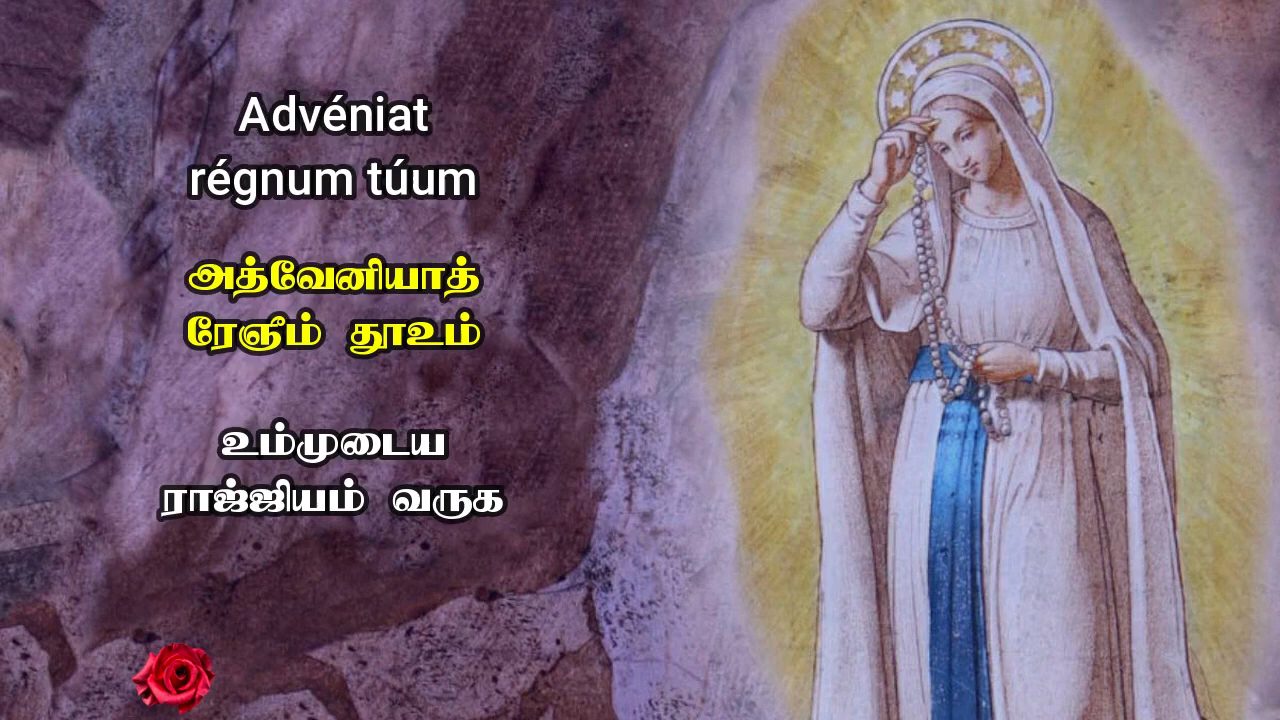 Advéniat
régnum túum
அத்வேனியாத்
ரேஞீம் தூஉம்
உம்முடைய
ராஜ்ஜியம் வருக